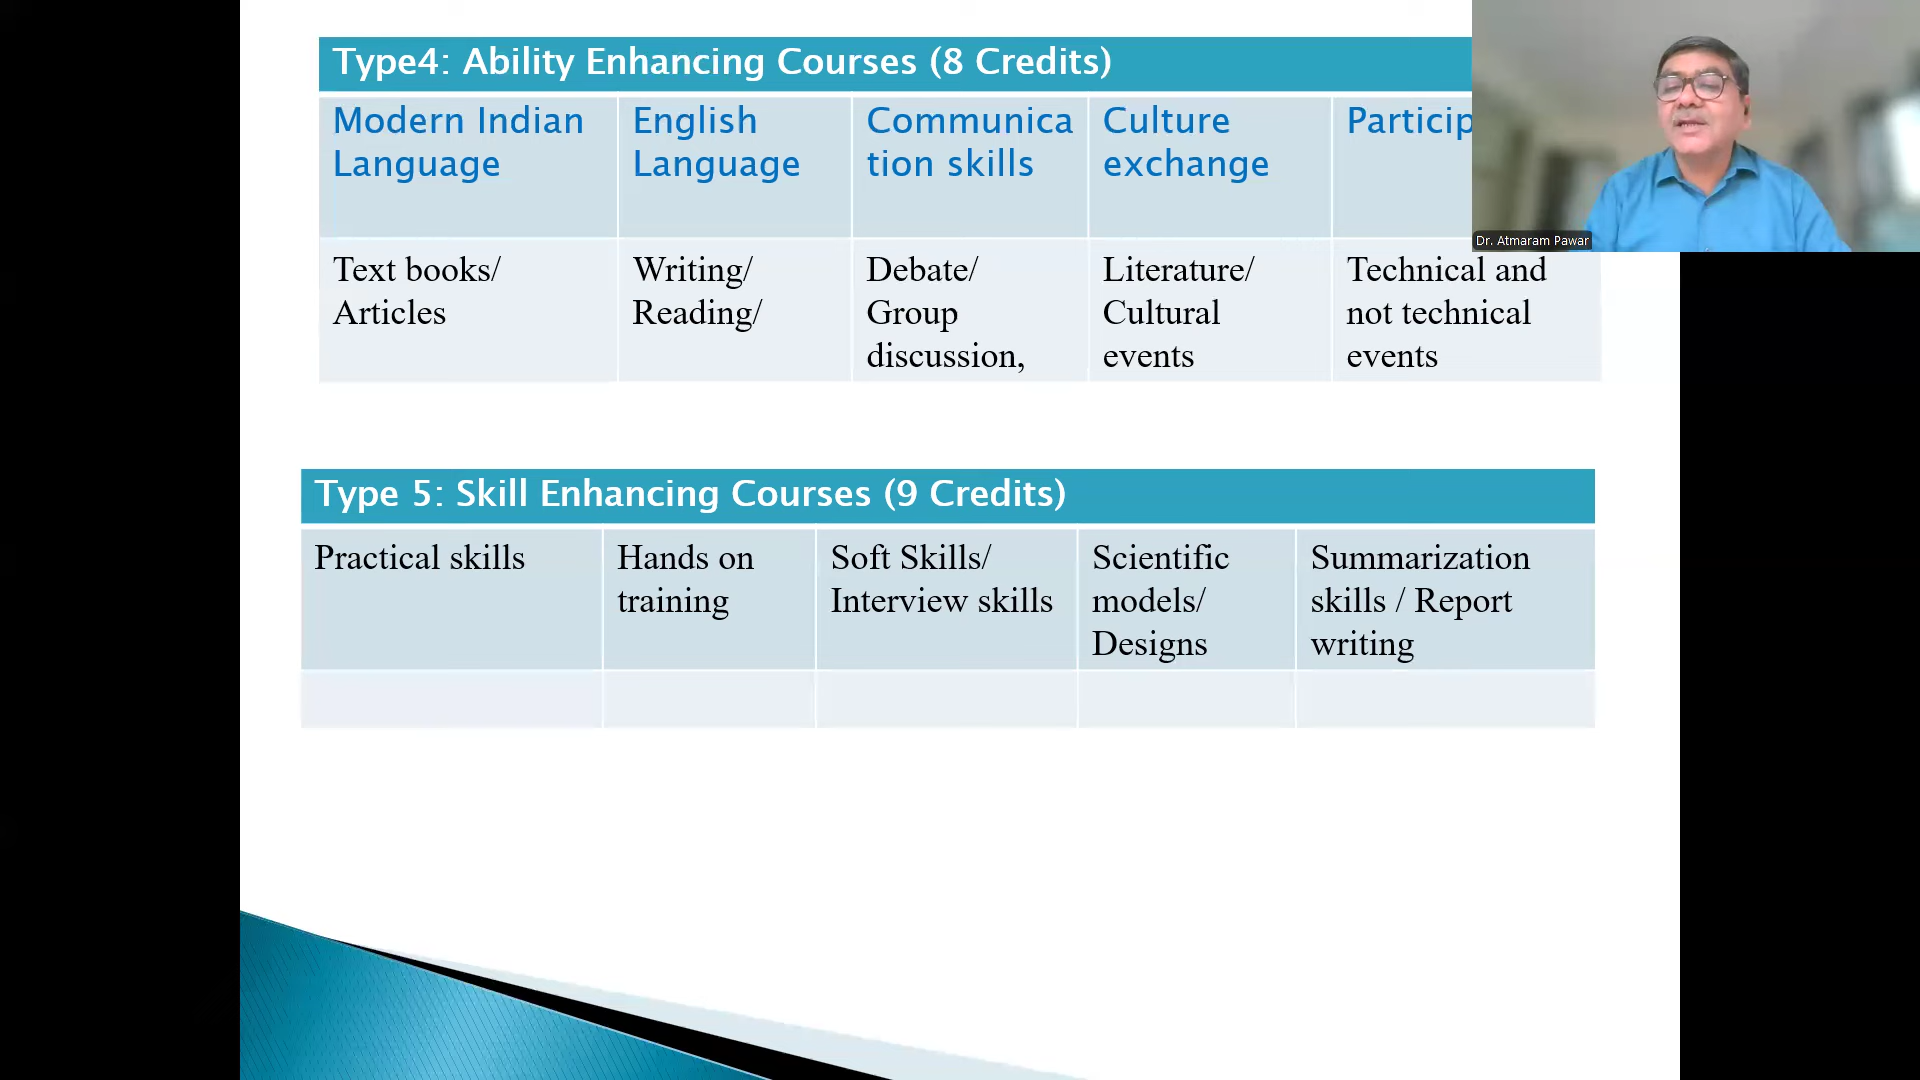 Type4: Ability Enhancing Courses (8 Credits)
Modern Indian
Language
English
Language
Communica
tion skills
Culture
exchange
Text books/
Articles
Writing/
Reading/
Debate/
Group
discussion,
Literature/
Cultural
events
Technical and
not technical
events
Dr. Atmaram Pawar
Type 5: Skill Enhancing Courses (9 Credits)
Practical skills
Hands on
training
Soft Skills/
Interview skills
Scientific
models/
Designs
Summarization
skills / Report
writing